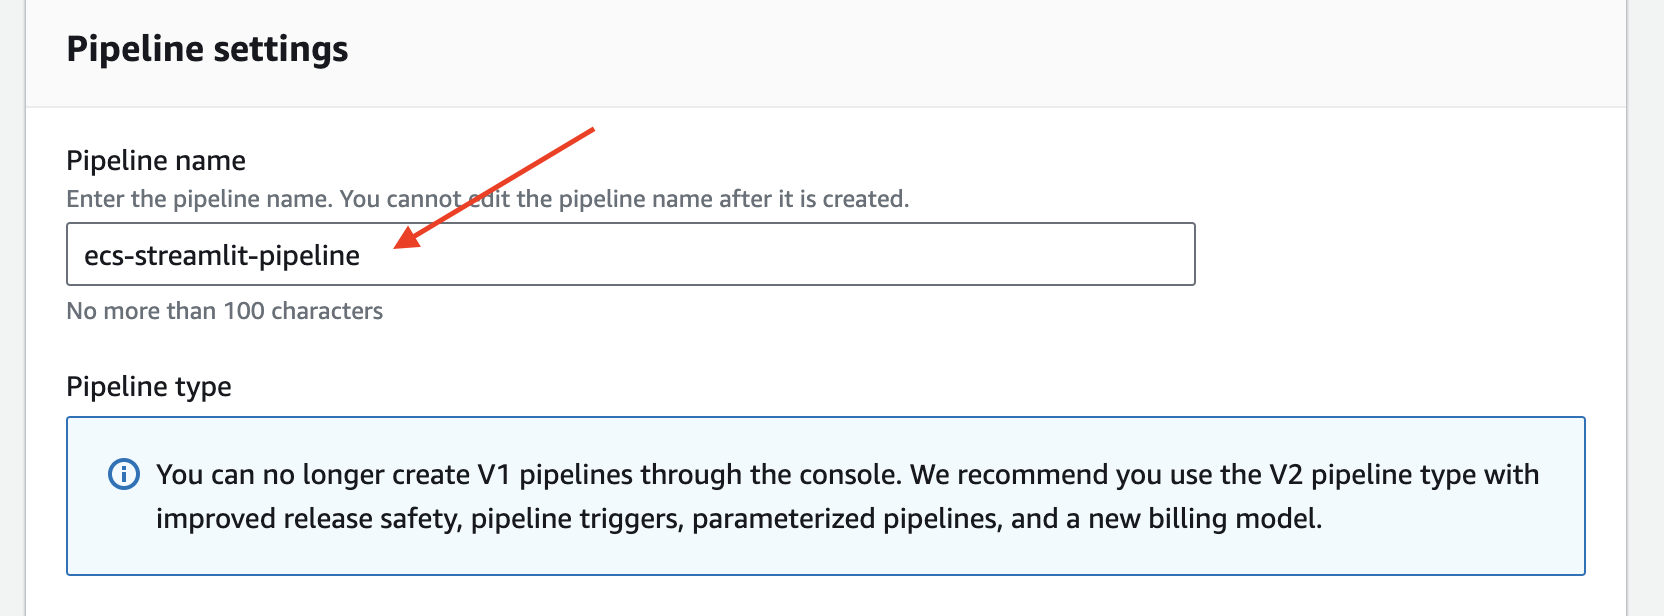 Pipeline settings
Pipeline name
Enter the pipeline name. You cannot edit the pipeline name after it is created.
ecs-streamlit-pipeline
No more than 100 characters
Pipeline type
You can no longer create V1 pipelines through the console. We recommend you use the V2 pipeline type with
improved release safety, pipeline triggers, parameterized pipelines, and a new billing model.